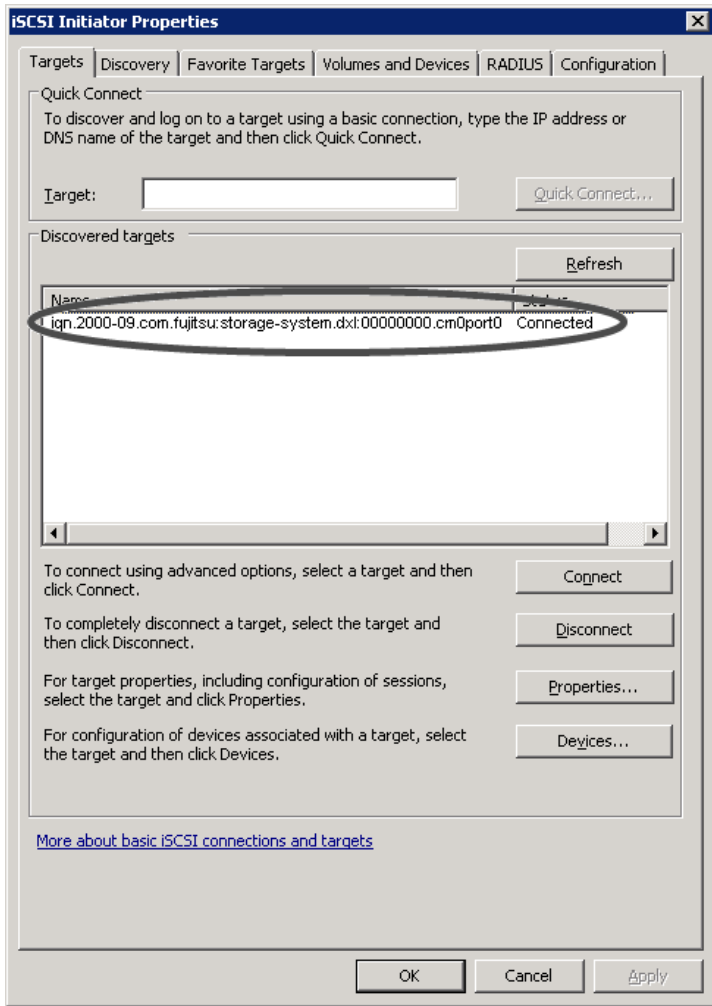 iSCSI Initiator Properties
Targets Discovery Favorite Targets Volumes and Devices RADIUS Configuration
Quick Connect
To discover and log on to a target using a basic connection, type the IP address or
DNS name of the target and then click Quick Connect.
Target:
Quick Connect...
Discovered targets
Refresh
Name Status
iqn.2000-09.com.fujitsu:storage-system.dxl:00000000.cm0port0 Connected
To connect using advanced options, select a target and then
click Connect.
Connect
To completely disconnect a target, select the target and
then click Disconnect.
Disconnect
For target properties, including configuration of sessions,
select the target and click Properties.
Properties...
For configuration of devices associated with a target, select
the target and then click Devices.
Devices...
More about basic iSCSI connections and targets
OK Cancel Apply